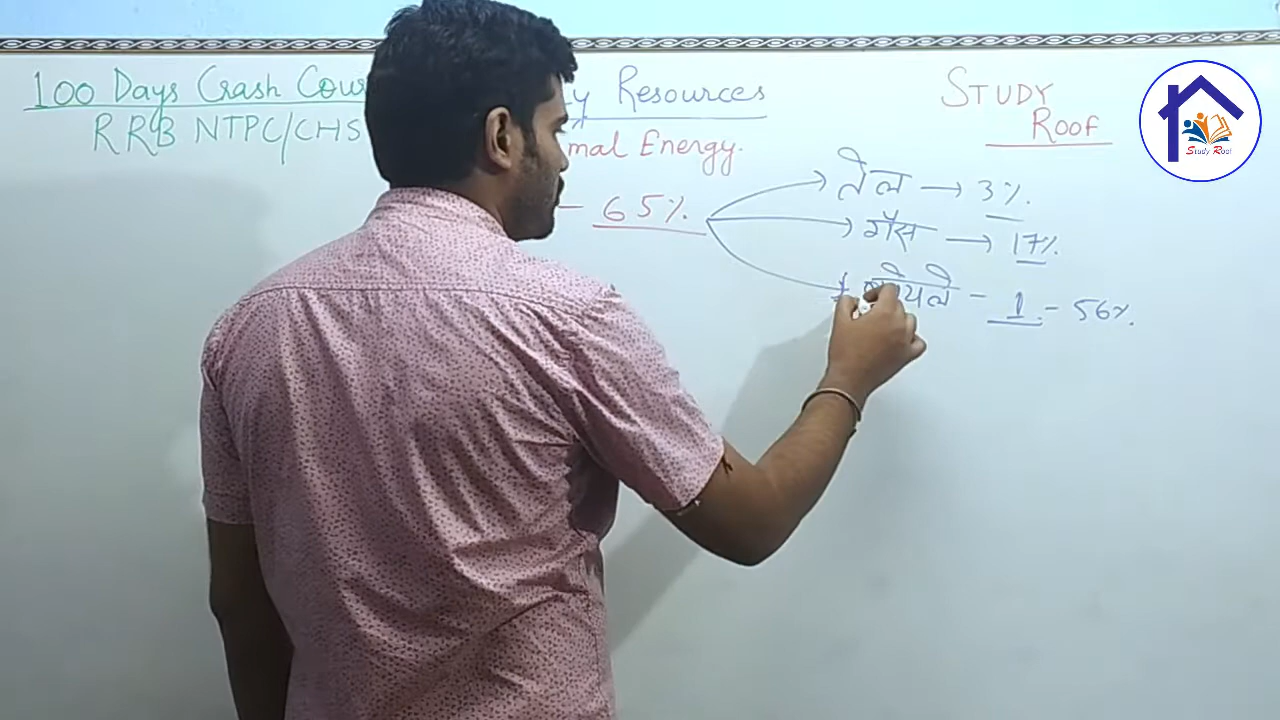 100 Days Crash Cou
RRB NTPC/CHS
y Resources
mal Energy.
- 65%
तेल → 3%
गैस → 17%
कोयले - 1 - 56%
STUDY
ROOF
Study Roof